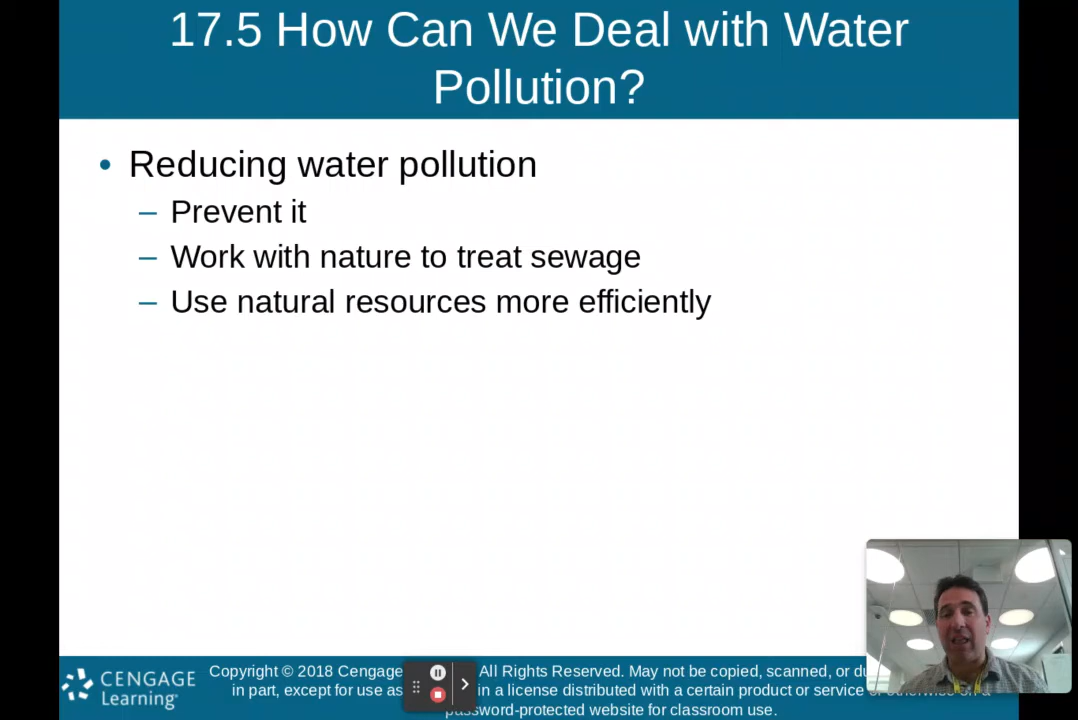 17.5 How Can We Deal with Water
Pollution?
• Reducing water pollution
– Prevent it
– Work with nature to treat sewage
– Use natural resources more efficiently
CENGAGE
Learning®
Copyright © 2018 Cengage All Rights Reserved. May not be copied, scanned, or
in part, except for use as in a license distributed with a certain product or service on a
password-protected website for classroom use.